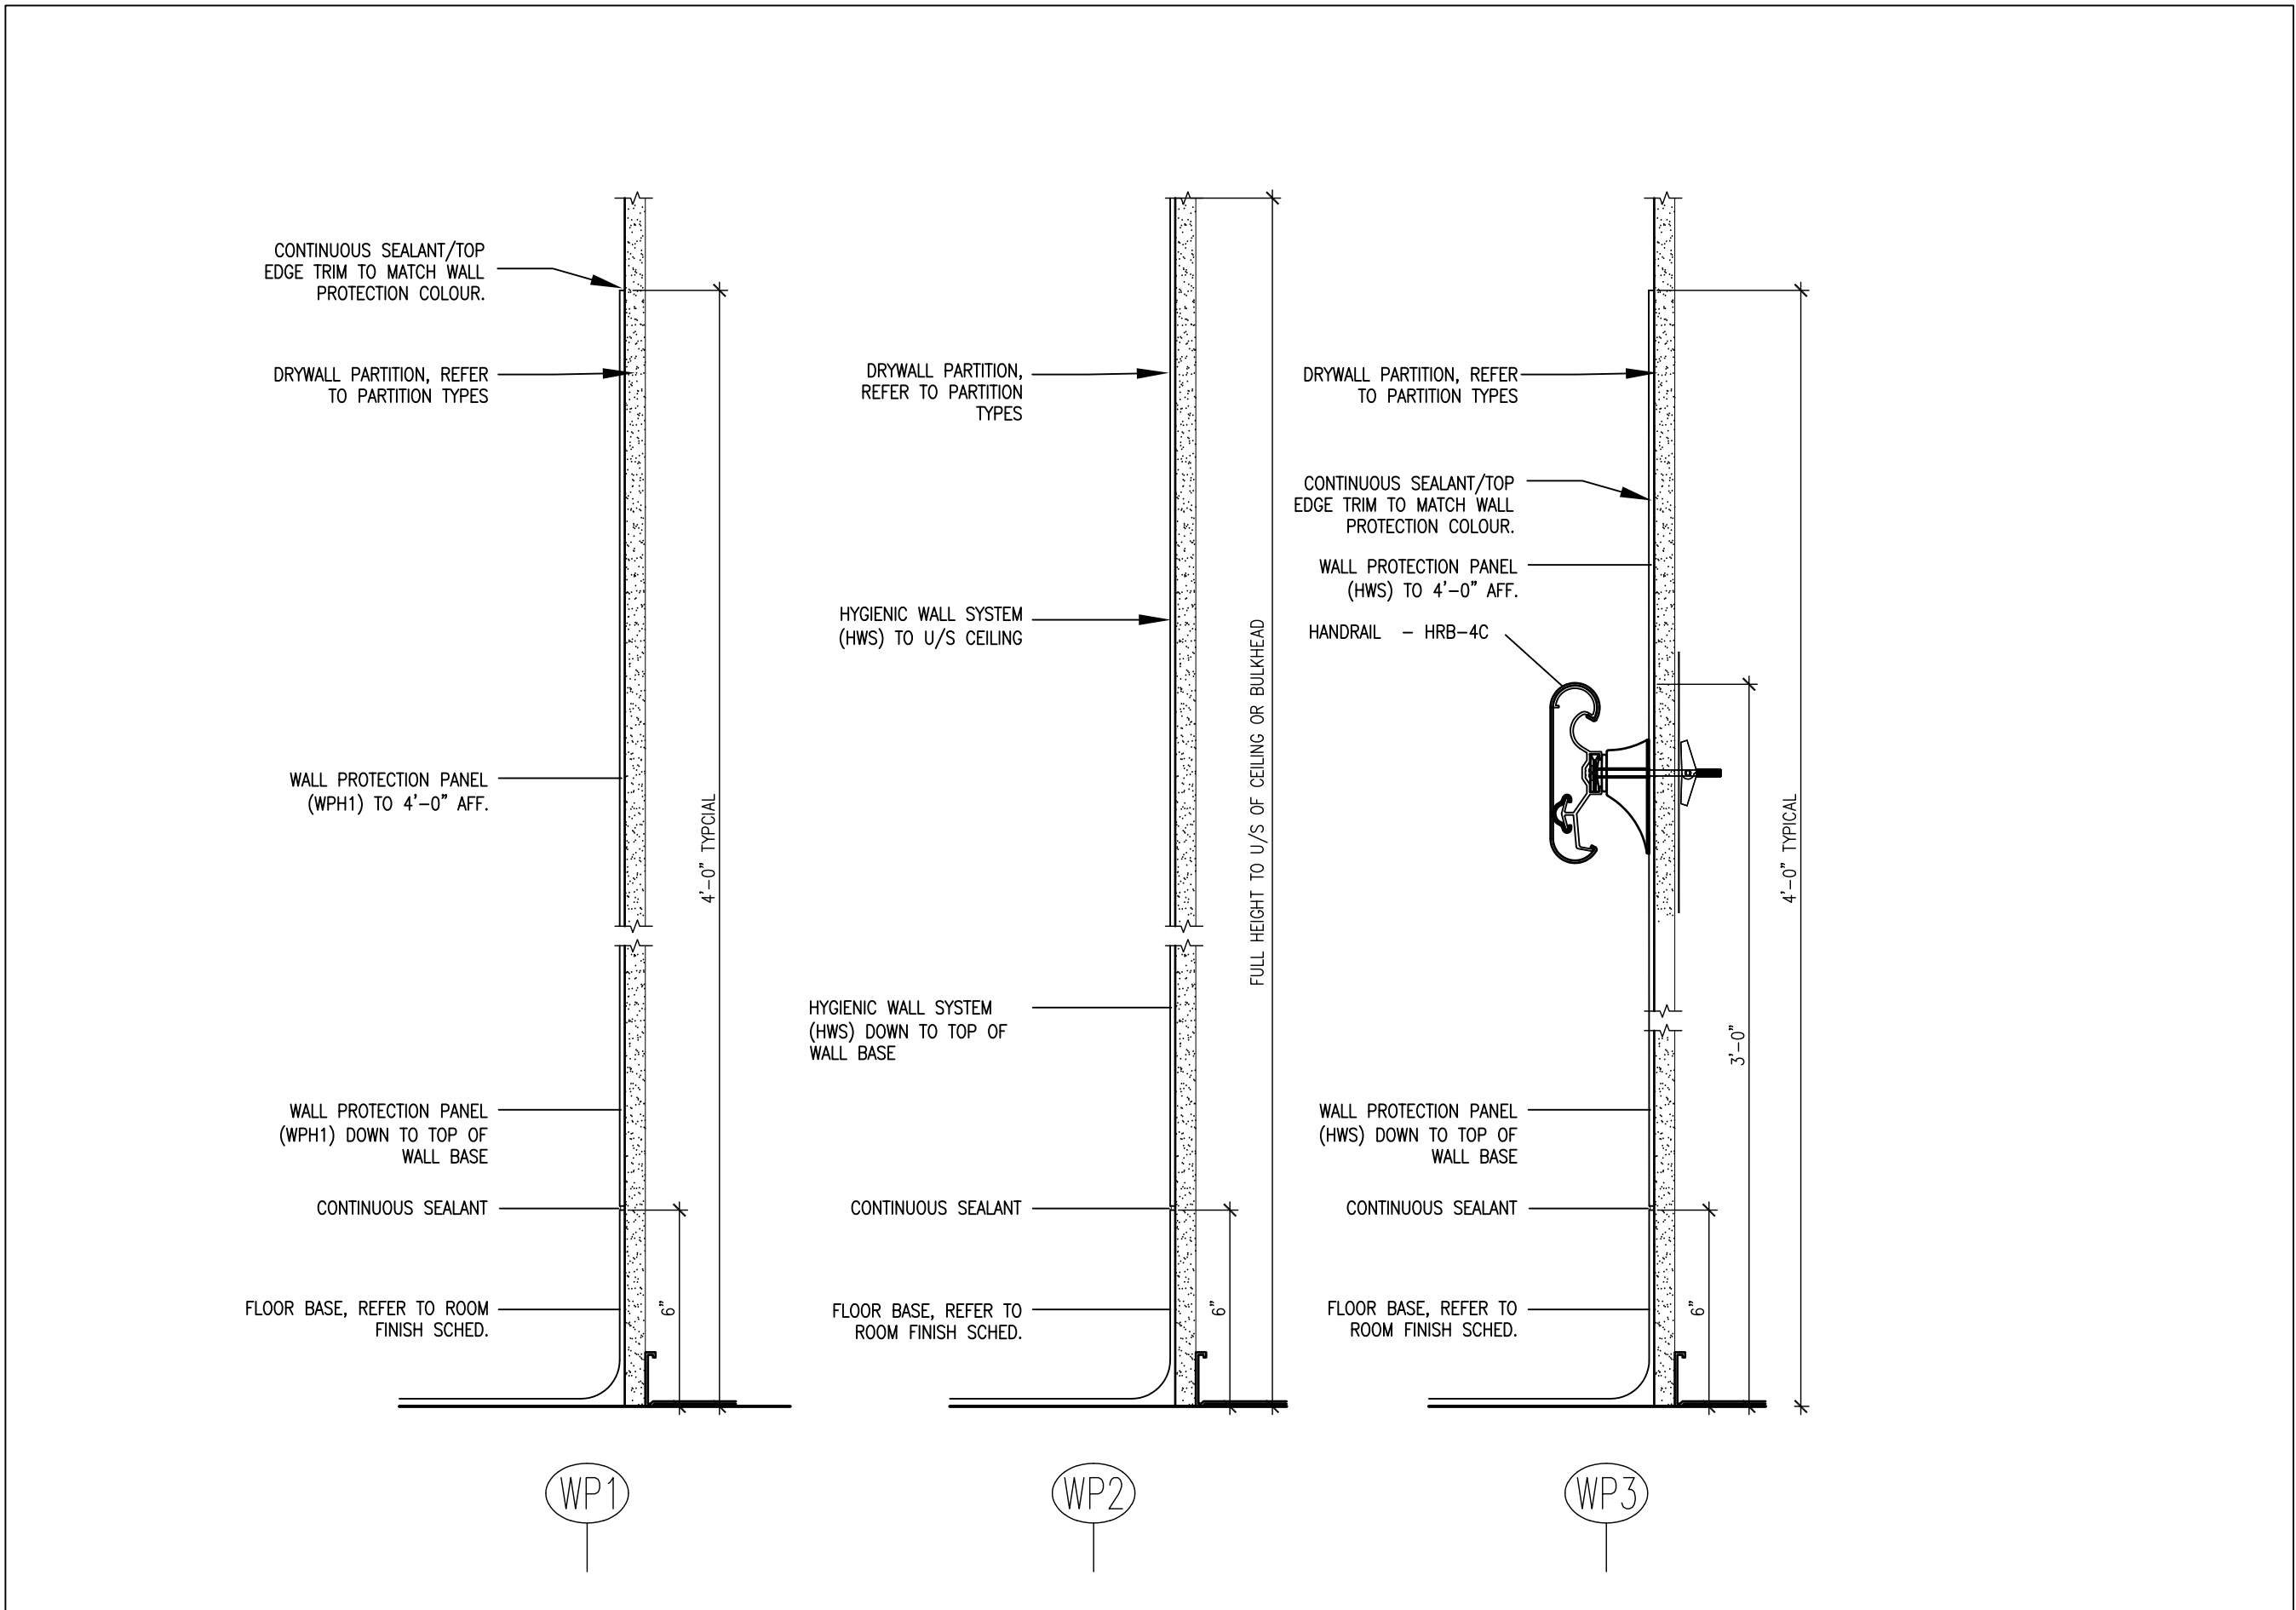 CONTINUOUS SEALANT/TOP
EDGE TRIM TO MATCH WALL
PROTECTION COLOUR.
DRYWALL PARTITION, REFER
TO PARTITION TYPES
WALL PROTECTION PANEL
(WPH1) TO 4'-0" AFF.
4'-0" TYPCIAL
WALL PROTECTION PANEL
(WPH1) DOWN TO TOP OF
WALL BASE
CONTINUOUS SEALANT
FLOOR BASE, REFER TO ROOM
FINISH SCHED.
6"
WP1
DRYWALL PARTITION,
REFER TO PARTITION
TYPES
HYGIENIC WALL SYSTEM
(HWS) TO U/S CEILING
FULL HEIGHT TO U/S OF CEILING OR BULKHEAD
HYGIENIC WALL SYSTEM
(HWS) DOWN TO TOP OF
WALL BASE
CONTINUOUS SEALANT
FLOOR BASE, REFER TO
ROOM FINISH SCHED.
6"
WP2
DRYWALL PARTITION, REFER
TO PARTITION TYPES
CONTINUOUS SEALANT/TOP
EDGE TRIM TO MATCH WALL
PROTECTION COLOUR.
WALL PROTECTION PANEL
(HWS) TO 4'-0" AFF.
HANDRAIL - HRB-4C
4'-0" TYPICAL
3'-0"
WALL PROTECTION PANEL
(HWS) DOWN TO TOP OF
WALL BASE
CONTINUOUS SEALANT
FLOOR BASE, REFER TO
ROOM FINISH SCHED.
6"
WP3